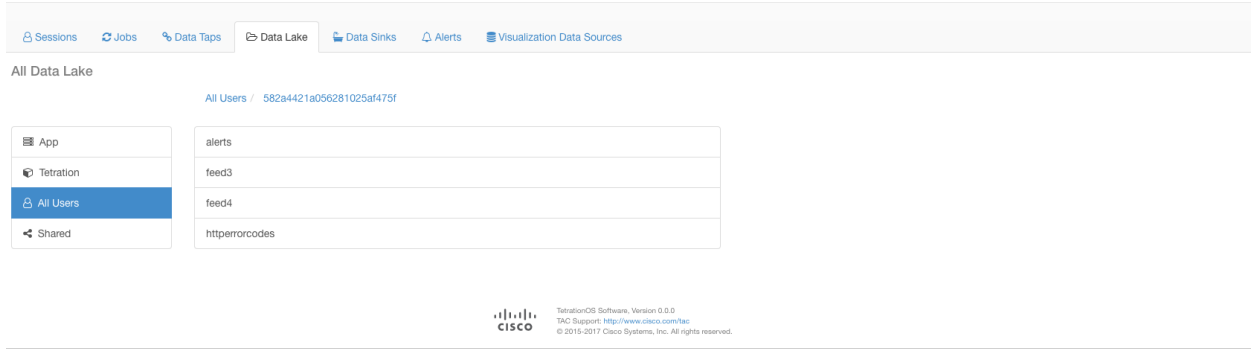 Sessions Jobs Data Taps Data Lake Data Sinks Alerts Visualization Data Sources
All Data Lake
All Users / 582a4421a056281025af475f
App
Tetration
All Users
Shared
alerts
feed3
feed4
httperrorcodes
CISCO
TetrationOS Software, Version 0.0.0
TAC Support: http://www.cisco.com/tac
© 2015-2017 Cisco Systems, Inc. All rights reserved.